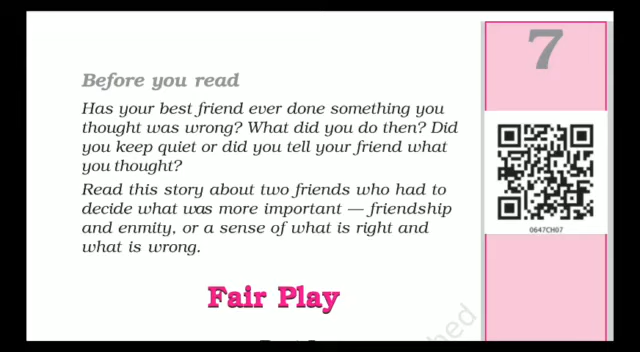 7
Before you read
Has your best friend ever done something you
thought was wrong? What did you do then? Did
you keep quiet or did you tell your friend what
you thought?
Read this story about two friends who had to
decide what was more important — friendship
and enmity, or a sense of what is right and
what is wrong.
0647CH07
Fair Play